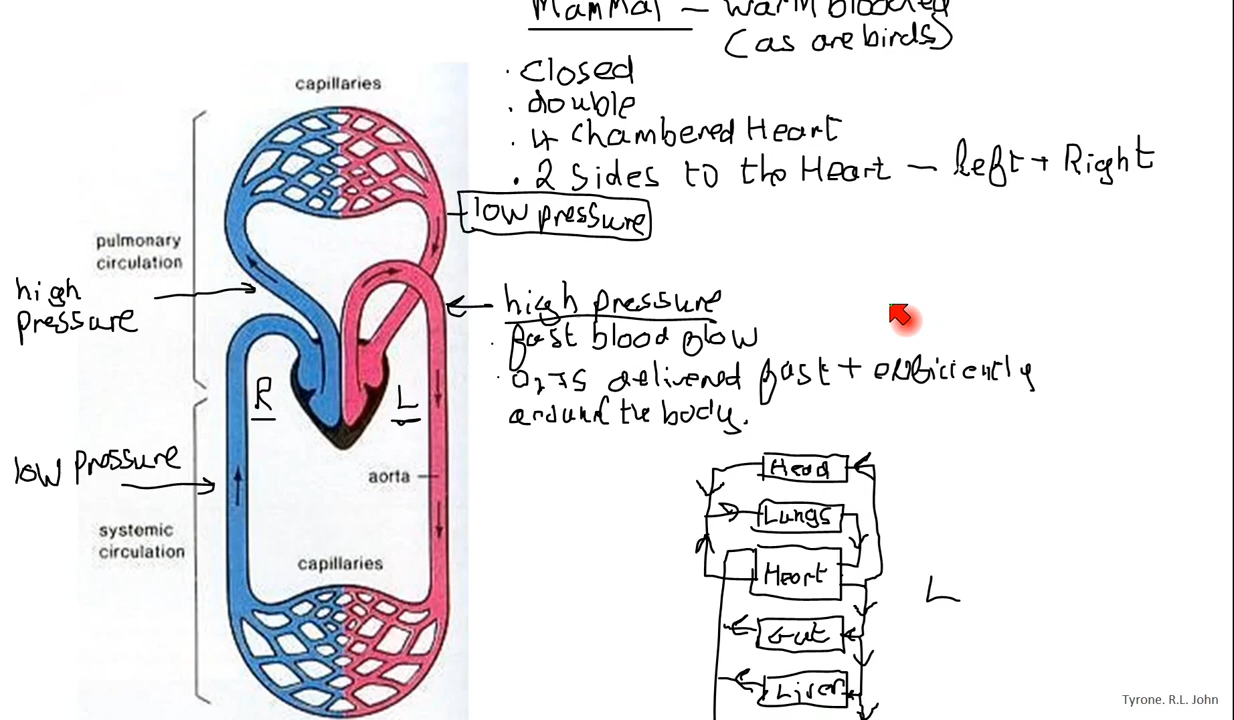 Mammal – warm blooded
(as are birds)
capillaries
· closed
· double
· 4 chambered Heart
· 2 sides to the Heart – left + Right
low pressure
pulmonary
circulation
high
pressure
high pressure
· fast blood flow
· O2 is delivered fast + efficiently
around the body.
R
L
low pressure
aorta
systemic
circulation
capillaries
Head
Lungs
Heart
L
Gut
Liver
Tyrone. R.L. John